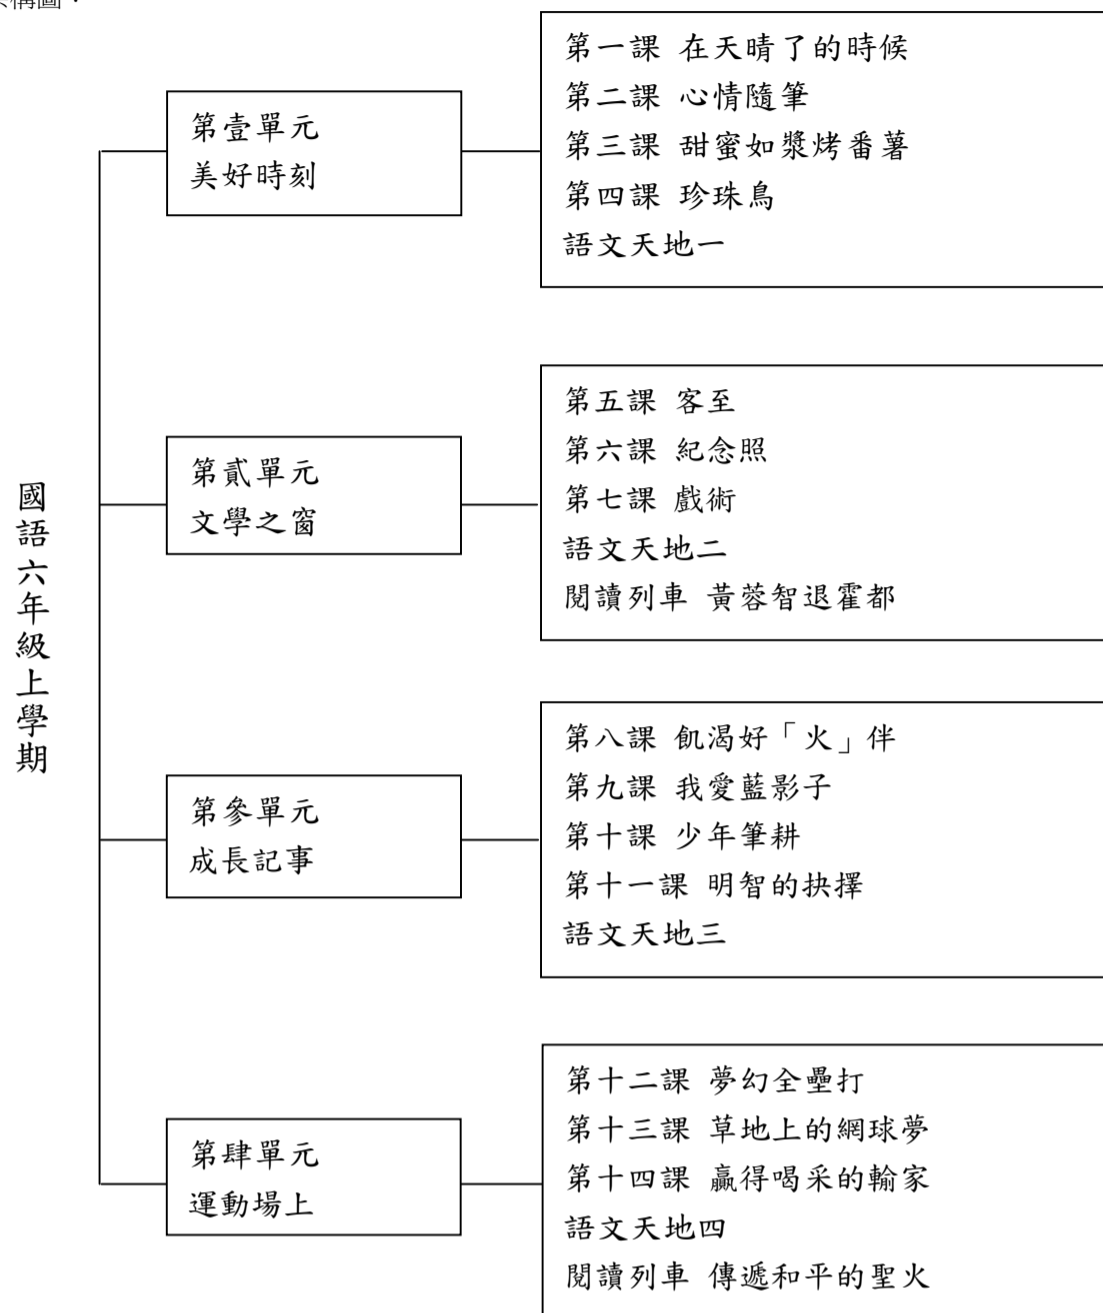 構圖：
國語六年級上學期
第壹單元
美好時刻
第一課 在天晴了的時候
第二課 心情隨筆
第三課 甜蜜如漿烤番薯
第四課 珍珠鳥
語文天地一
第貳單元
文學之窗
第五課 客至
第六課 紀念照
第七課 戲術
語文天地二
閱讀列車 黃蓉智退霍都
第參單元
成長記事
第八課 飢渴好「火」伴
第九課 我愛藍影子
第十課 少年筆耕
第十一課 明智的抉擇
語文天地三
第肆單元
運動場上
第十二課 夢幻全壘打
第十三課 草地上的網球夢
第十四課 贏得喝采的輸家
語文天地四
閱讀列車 傳遞和平的聖火